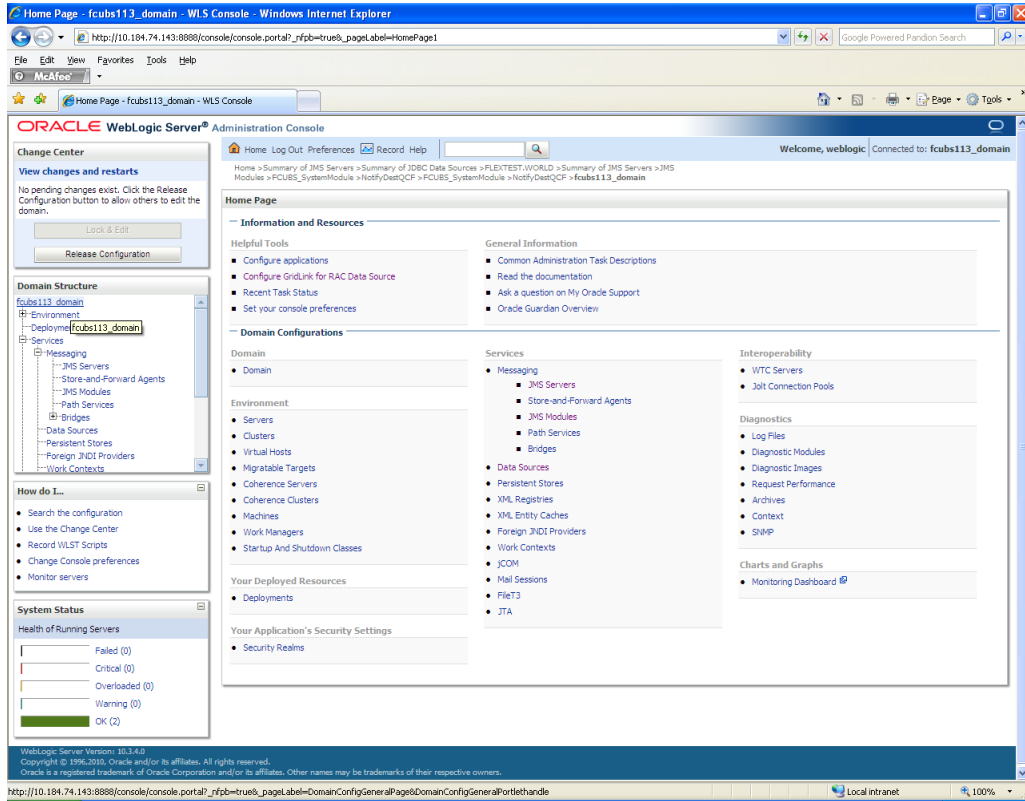 Home Page - fcubs113_domain - WLS Console - Windows Internet Explorer
http://10.184.74.143:8888/console/console.portal?_nfpb=true&_pageLabel=HomePage1
Google Powered Pandion Search
File Edit View Favorites Tools Help
McAfee
Home Page - fcubs113_domain - WLS Console
Page Tools
ORACLE WebLogic Server® Administration Console
Change Center
View changes and restarts
No pending changes exist. Click the Release
Configuration button to allow others to edit the
domain.
Lock & Edit
Release Configuration
Domain Structure
fcubs113_domain
Environment
Deployme
fcubs113_domain
Services
Messaging
JMS Servers
Store-and-Forward Agents
JMS Modules
Path Services
Bridges
Data Sources
Persistent Stores
Foreign JNDI Providers
Work Contexts
How do I...
Search the configuration
Use the Change Center
Record WLST Scripts
Change Console preferences
Monitor servers
System Status
Health of Running Servers
Failed (0)
Critical (0)
Overloaded (0)
Warning (0)
OK (2)
Home Log Out Preferences Record Help
Welcome, weblogic Connected to: fcubs113_domain
Home >Summary of JMS Servers >Summary of JDBC Data Sources >FLEXTEST.WORLD >Summary of JMS Servers >JMS
Modules >FCUBS_SystemModule >NotifyDestQCF >FCUBS_SystemModule >NotifyDestQCF >fcubs113_domain
Home Page
Information and Resources
Helpful Tools
Configure applications
Configure GridLink for RAC Data Source
Recent Task Status
Set your console preferences
General Information
Common Administration Task Descriptions
Read the documentation
Ask a question on My Oracle Support
Oracle Guardian Overview
Domain Configurations
Domain
Domain
Environment
Servers
Clusters
Virtual Hosts
Migratable Targets
Coherence Servers
Coherence Clusters
Machines
Work Managers
Startup And Shutdown Classes
Your Deployed Resources
Deployments
Your Application's Security Settings
Security Realms
Services
Messaging
JMS Servers
Store-and-Forward Agents
JMS Modules
Path Services
Bridges
Data Sources
Persistent Stores
XML Registries
XML Entity Caches
Foreign JNDI Providers
Work Contexts
jCOM
Mail Sessions
FileT3
JTA
Interoperability
WTC Servers
Jolt Connection Pools
Diagnostics
Log Files
Diagnostic Modules
Diagnostic Images
Request Performance
Archives
Context
SNMP
Charts and Graphs
Monitoring Dashboard
WebLogic Server Version: 10.3.4.0
Copyright © 1996,2010, Oracle and/or its affiliates. All rights reserved.
Oracle is a registered trademark of Oracle Corporation and/or its affiliates. Other names may be trademarks of their respective owners.
http://10.184.74.143:8888/console/console.portal?_nfpb=true&_pageLabel=DomainConfigGeneralPage&DomainConfigGeneralPortlethandle
Local intranet
100%